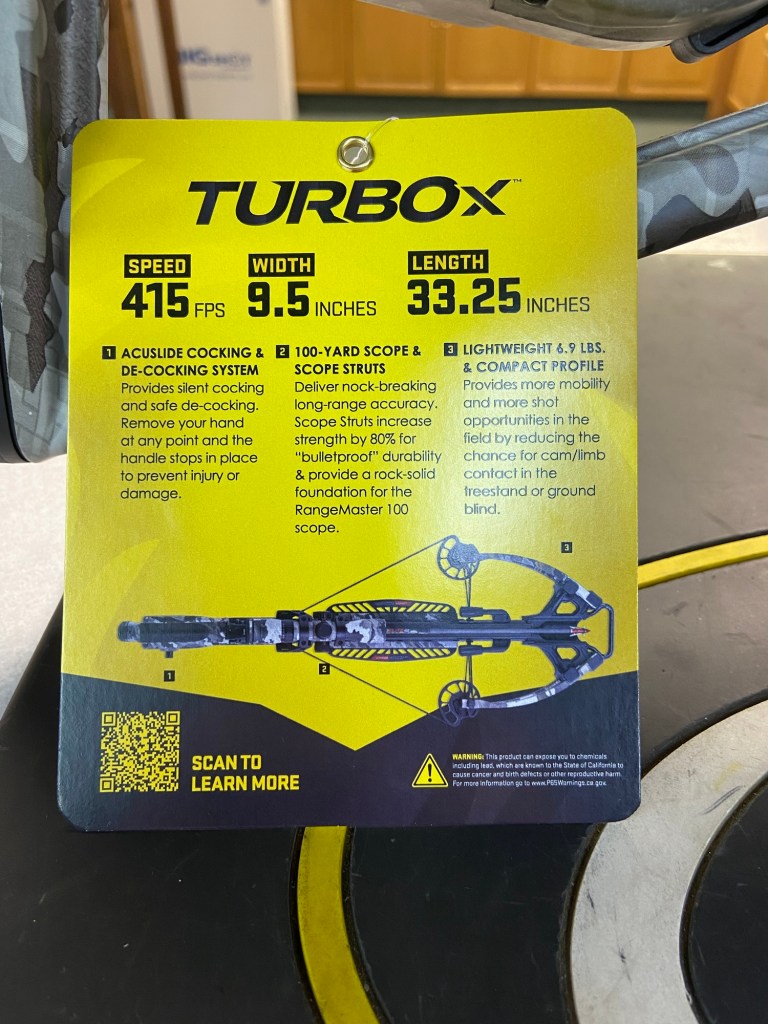 TURBOX™
SPEED
415 FPS
WIDTH
9.5 INCHES
LENGTH
33.25 INCHES
1 ACUSLIDE COCKING &
DE-COCKING SYSTEM
Provides silent cocking
and safe de-cocking.
Remove your hand
at any point and the
handle stops in place
to prevent injury or
damage.
2 100-YARD SCOPE &
SCOPE STRUTS
Deliver nock-breaking
long-range accuracy.
Scope Struts increase
strength by 80% for
“bulletproof” durability
& provide a rock-solid
foundation for the
RangeMaster 100
scope.
3 LIGHTWEIGHT 6.9 LBS.
& COMPACT PROFILE
Provides more mobility
and more shot
opportunities in the
field by reducing the
chance for cam/limb
contact in the
treestand or ground
blind.
3
2
1
SCAN TO
LEARN MORE
WARNING: This product can expose you to chemicals
including lead, which are known to the State of California to
cause cancer and birth defects or other reproductive harm.
For more information go to www.P65Warnings.ca.gov.